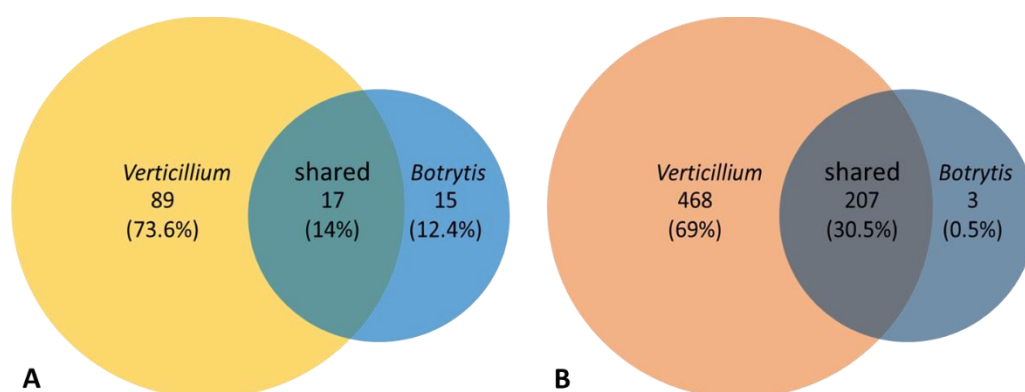 Verticillium
89
(73.6%)
shared
17
(14%)
Botrytis
15
(12.4%)
A
Verticillium
468
(69%)
shared
207
(30.5%)
Botrytis
3
(0.5%)
B